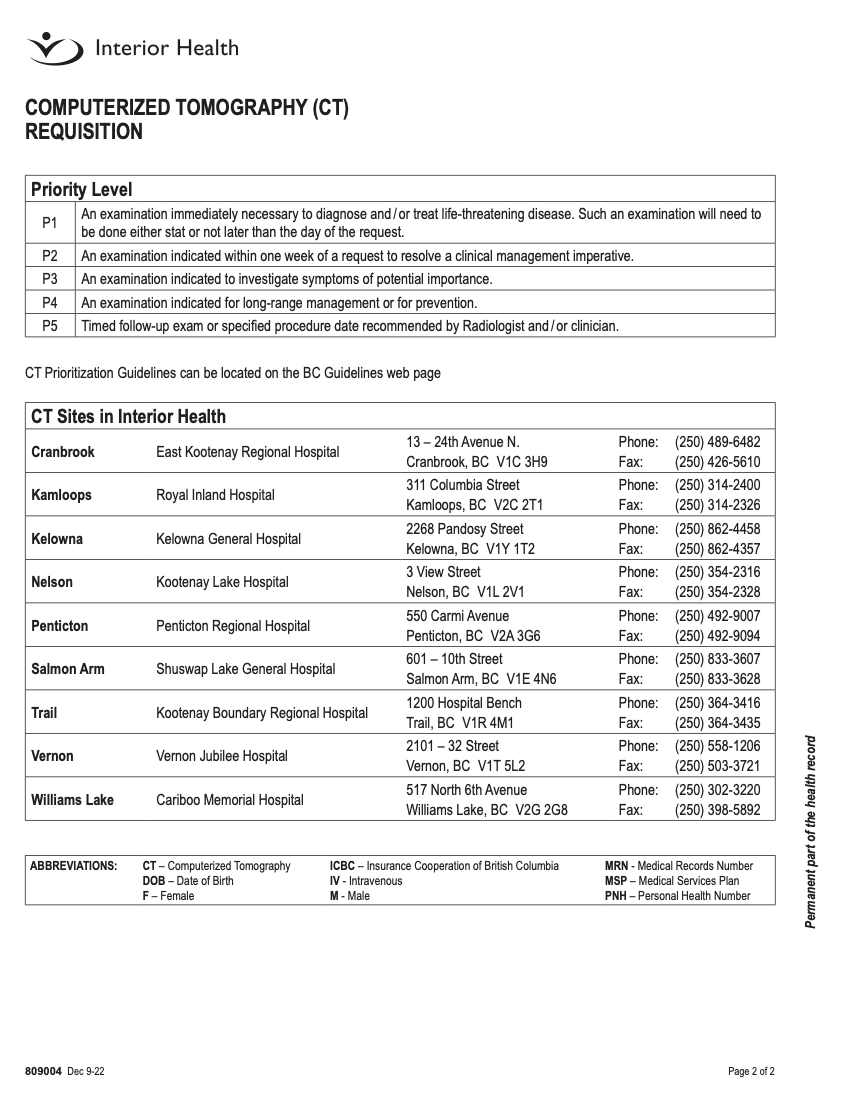 Interior Health
COMPUTERIZED TOMOGRAPHY (CT)
REQUISITION
Priority Level
P1 An examination immediately necessary to diagnose and/or treat life-threatening disease. Such an examination will need to
be done either stat or not later than the day of the request.
P2 An examination indicated within one week of a request to resolve a clinical management imperative.
P3 An examination indicated to investigate symptoms of potential importance.
P4 An examination indicated for long-range management or for prevention.
P5 Timed follow-up exam or specified procedure date recommended by Radiologist and/or clinician.
CT Prioritization Guidelines can be located on the BC Guidelines web page
CT Sites in Interior Health
Cranbrook East Kootenay Regional Hospital 13 – 24th Avenue N. Phone: (250) 489-6482
Cranbrook, BC V1C 3H9 Fax: (250) 426-5610
Kamloops Royal Inland Hospital 311 Columbia Street Phone: (250) 314-2400
Kamloops, BC V2C 2T1 Fax: (250) 314-2326
Kelowna Kelowna General Hospital 2268 Pandosy Street Phone: (250) 862-4458
Kelowna, BC V1Y 1T2 Fax: (250) 862-4357
Nelson Kootenay Lake Hospital 3 View Street Phone: (250) 354-2316
Nelson, BC V1L 2V1 Fax: (250) 354-2328
Penticton Penticton Regional Hospital 550 Carmi Avenue Phone: (250) 492-9007
Penticton, BC V2A 3G6 Fax: (250) 492-9094
Salmon Arm Shuswap Lake General Hospital 601 – 10th Street Phone: (250) 833-3607
Salmon Arm, BC V1E 4N6 Fax: (250) 833-3628
Trail Kootenay Boundary Regional Hospital 1200 Hospital Bench Phone: (250) 364-3416
Trail, BC V1R 4M1 Fax: (250) 364-3435
Vernon Vernon Jubilee Hospital 2101 – 32 Street Phone: (250) 558-1206
Vernon, BC V1T 5L2 Fax: (250) 503-3721
Williams Lake Cariboo Memorial Hospital 517 North 6th Avenue Phone: (250) 302-3220
Williams Lake, BC V2G 2G8 Fax: (250) 398-5892
ABBREVIATIONS: CT – Computerized Tomography ICBC – Insurance Cooperation of British Columbia MRN - Medical Records Number
DOB – Date of Birth IV - Intravenous MSP – Medical Services Plan
F – Female M - Male PNH – Personal Health Number
Permanent part of the health record
809004 Dec 9-22 Page 2 of 2